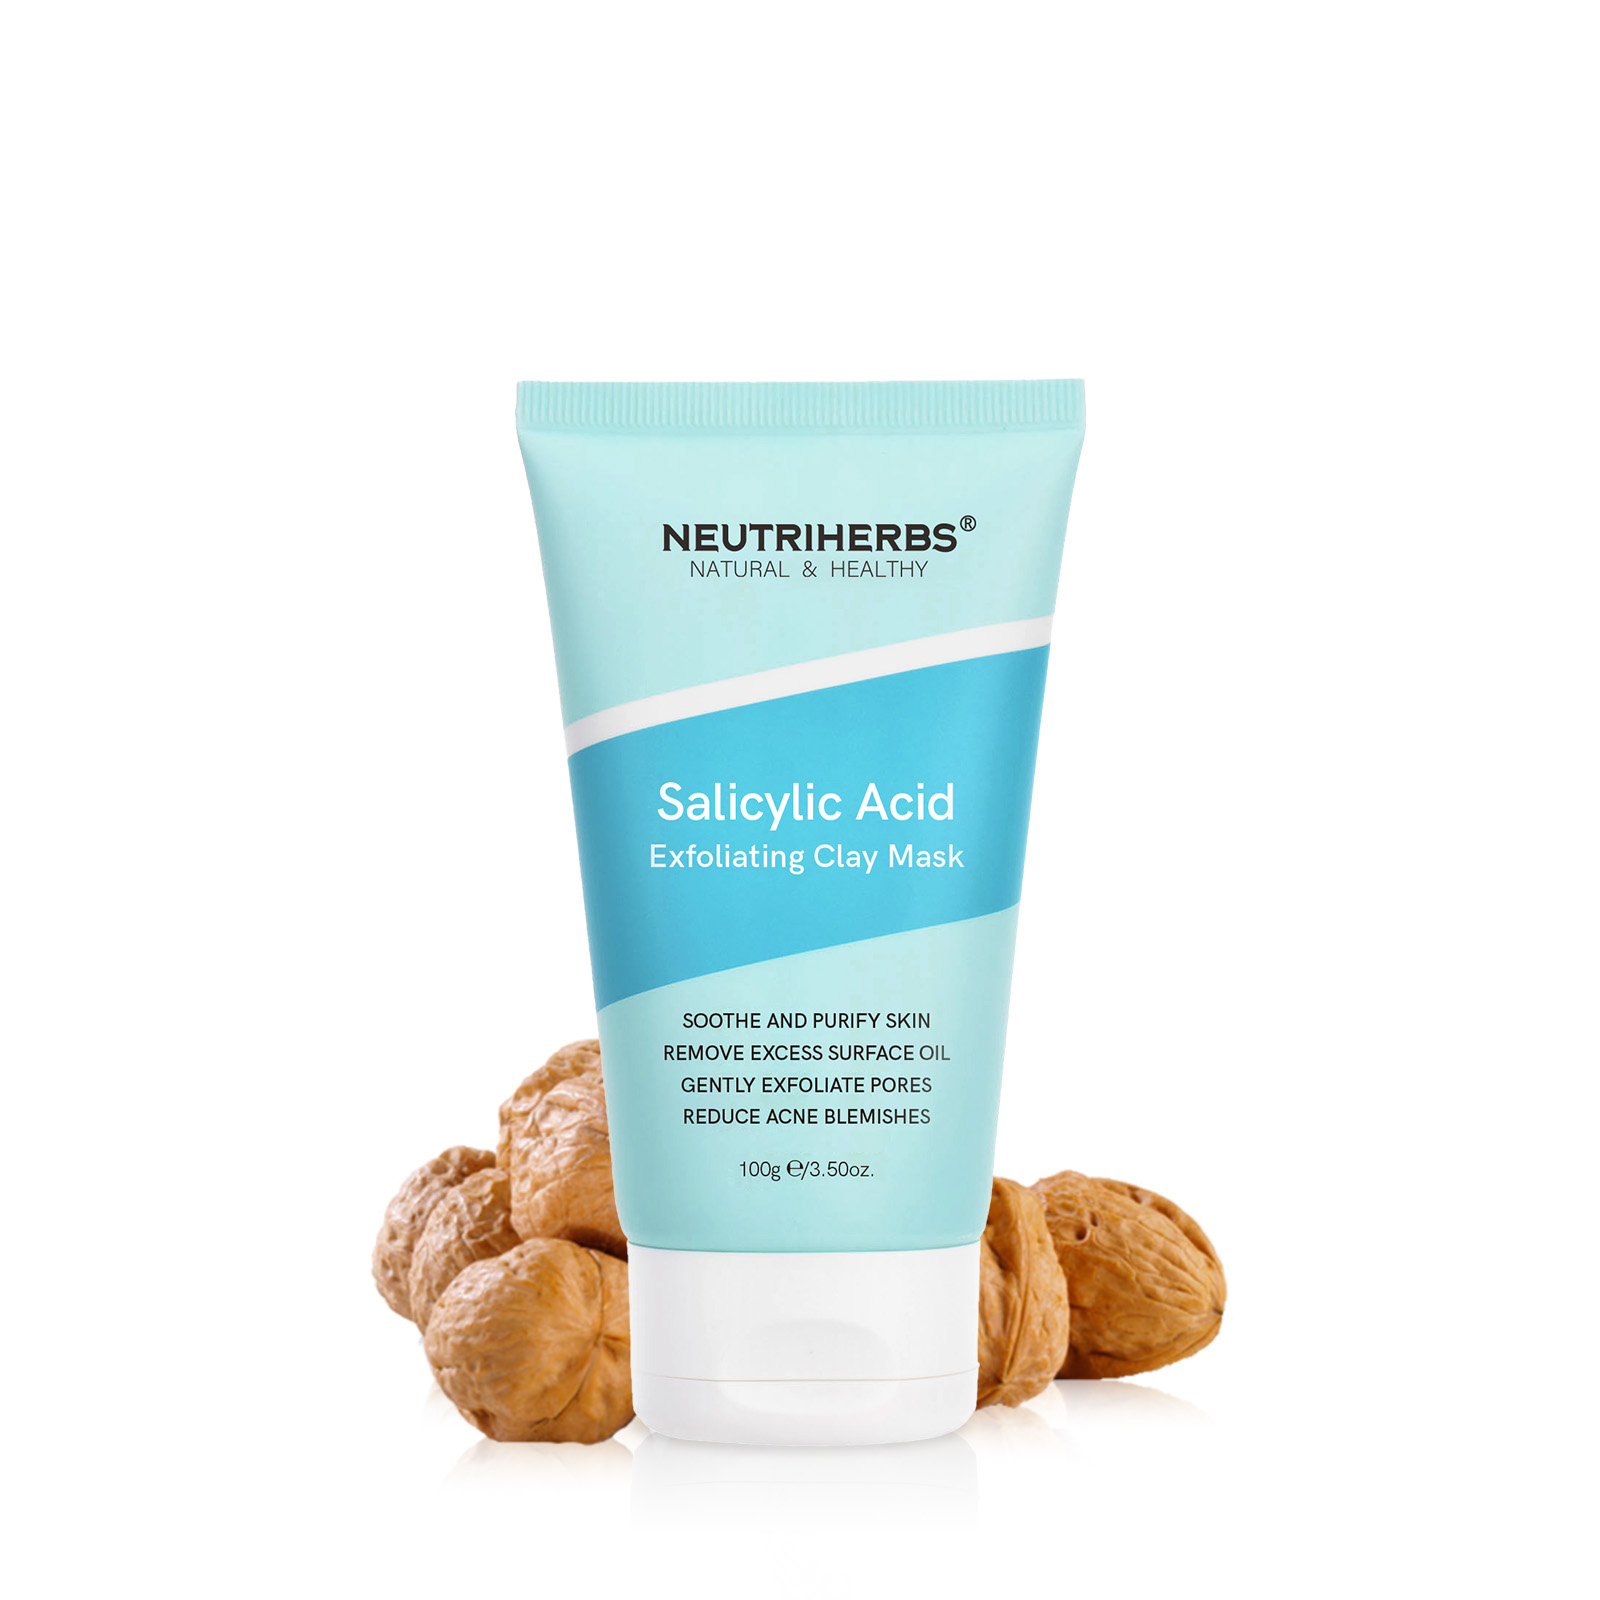 NEUTRIHERBS®
NATURAL & HEALTHY
Salicylic Acid
Exfoliating Clay Mask
SOOTHE AND PURIFY SKIN
REMOVE EXCESS SURFACE OIL
GENTLY EXFOLIATE PORES
REDUCE ACNE BLEMISHES
100g ℮/3.50oz.